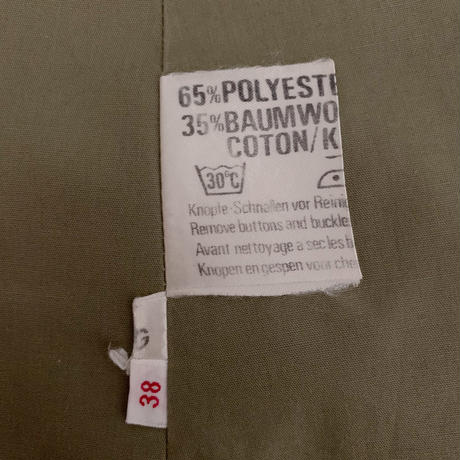 65% POLYESTE
35% BAUMWO
COTON/K
30°C
Knöpfe-Schnallen vor Reini
Remove buttons and buckle
Avant nettoyage a sec les b
Knopen en gespen voor che
G
38